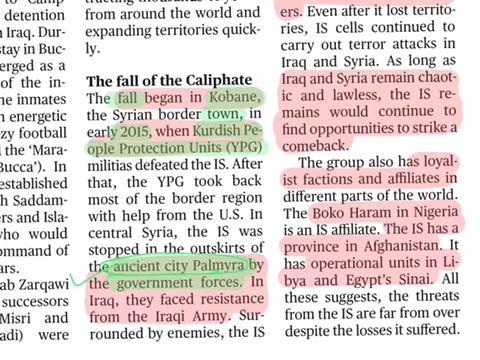 to Camp
detention
n Iraq. Dur-
stay in Buc-
erged as a
of the in-
he inmates
n energetic
zy football
d the 'Mara-
Bucca'). In
established
h Saddam-
ers and Isla-
who would
ommand of
ars.
ab Zarqawi
successors
Misri and
adi) were
from around the world and
expanding territories quick-
ly.
The fall of the Caliphate
The fall began in Kobane,
the Syrian border town, in
early 2015, when Kurdish Pe-
ople Protection Units (YPG)
militias defeated the IS. After
that, the YPG took back
most of the border region
with help from the U.S. In
central Syria, the IS was
stopped in the outskirts of
the ancient city Palmyra by
the government forces. In
Iraq, they faced resistance
from the Iraqi Army. Sur-
rounded by enemies, the IS
ers. Even after it lost territo-
ries, IS cells continued to
carry out terror attacks in
Iraq and Syria. As long as
Iraq and Syria remain chaot-
ic and lawless, the IS re-
mains would continue to
find opportunities to strike a
comeback.
The group also has loyal-
ist factions and affiliates in
different parts of the world.
The Boko Haram in Nigeria
is an IS affiliate. The IS has a
province in Afghanistan. It
has operational units in Li-
bya and Egypt's Sinai. All
these suggest, the threats
from the IS are far from over
despite the losses it suffered.